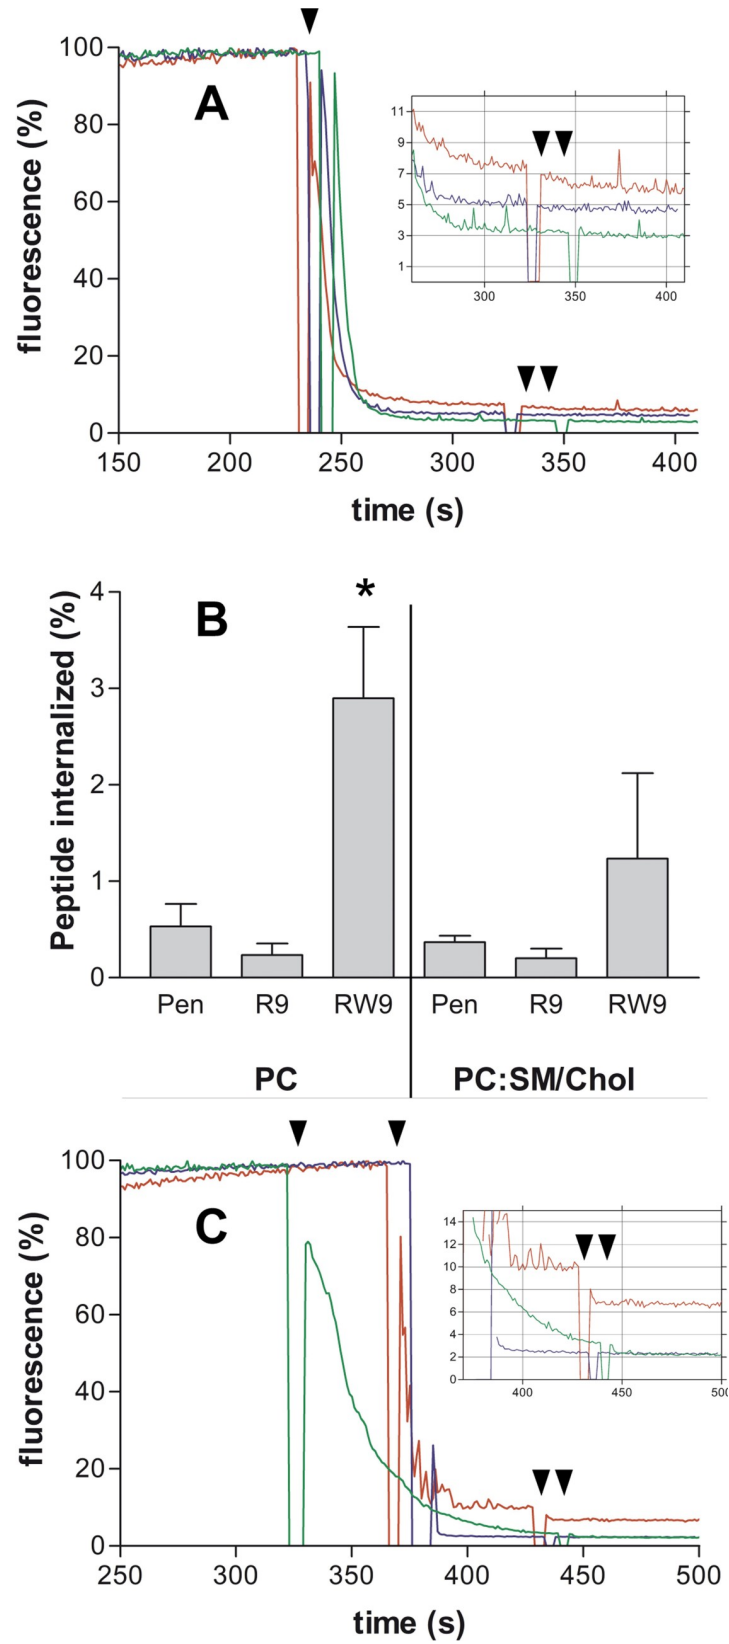 100
80
60
40
20
0
fluorescence (%)
A
11
9
7
5
3
1
300 350 400
150 200 250 300 350 400
time (s)
4
3
2
1
0
Peptide internalized (%)
B
*
Pen R9 RW9 Pen R9 RW9
PC PC:SM/Chol
100
80
60
40
20
0
fluorescence (%)
C
14
12
10
8
6
4
2
0
400 450 500
250 300 350 400 450 500
time (s)